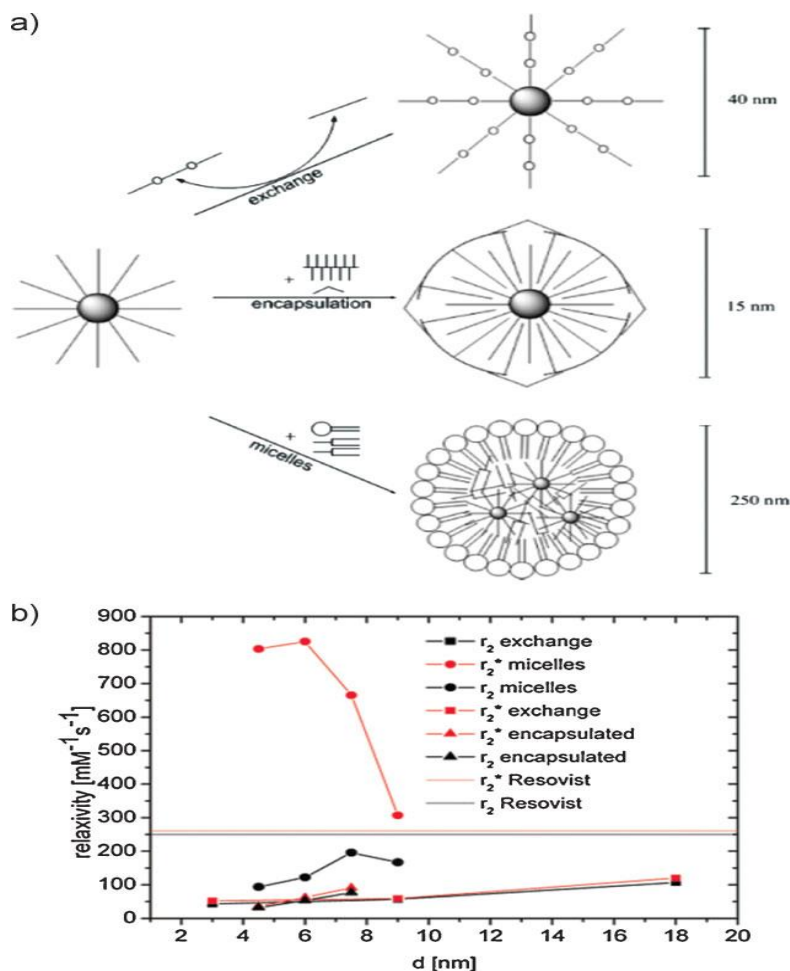 a)
40 nm
exchange
+
encapsulation
15 nm
+
micelles
250 nm
b)
900
800
700
600
500
400
300
200
100
0
relaxivity [mM⁻¹s⁻¹]
r₂ exchange
r₂* micelles
r₂ micelles
r₂* exchange
r₂* encapsulated
r₂ encapsulated
r₂* Resovist
r₂ Resovist
2 4 6 8 10 12 14 16 18 20
d [nm]